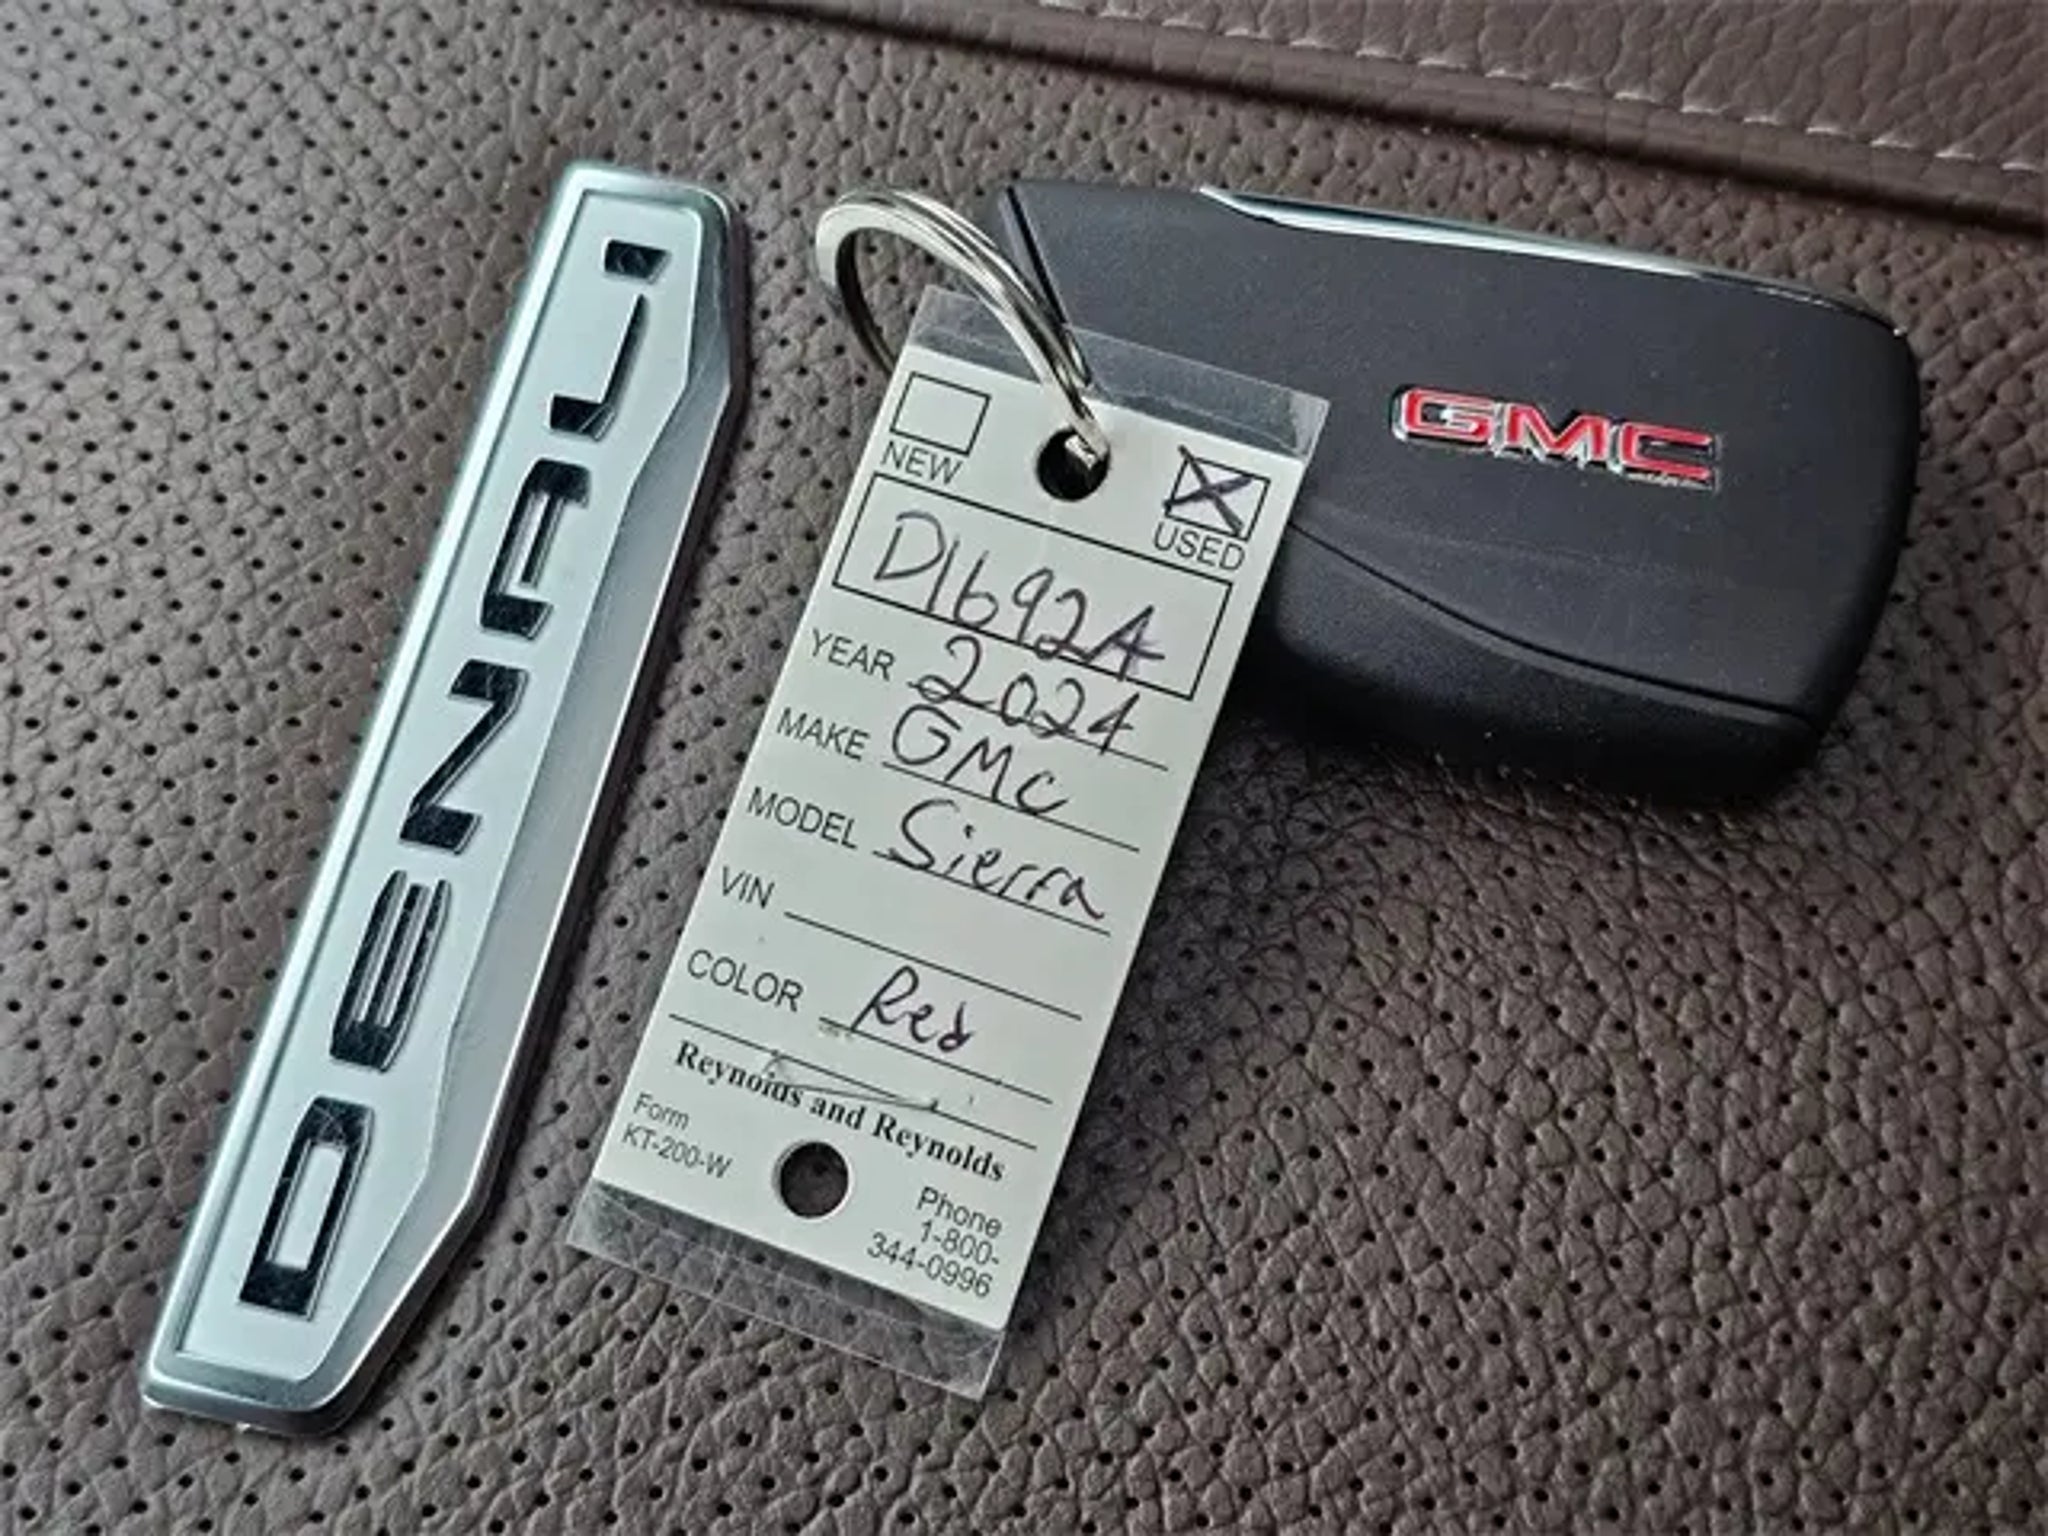 DENALI
GMC
NEW
USED
D1692A
YEAR 2024
MAKE GMC
MODEL Sierra
VIN
COLOR Red
Reynolds and Reynolds
Form
KT-200-W
Phone
1-800-
344-0996